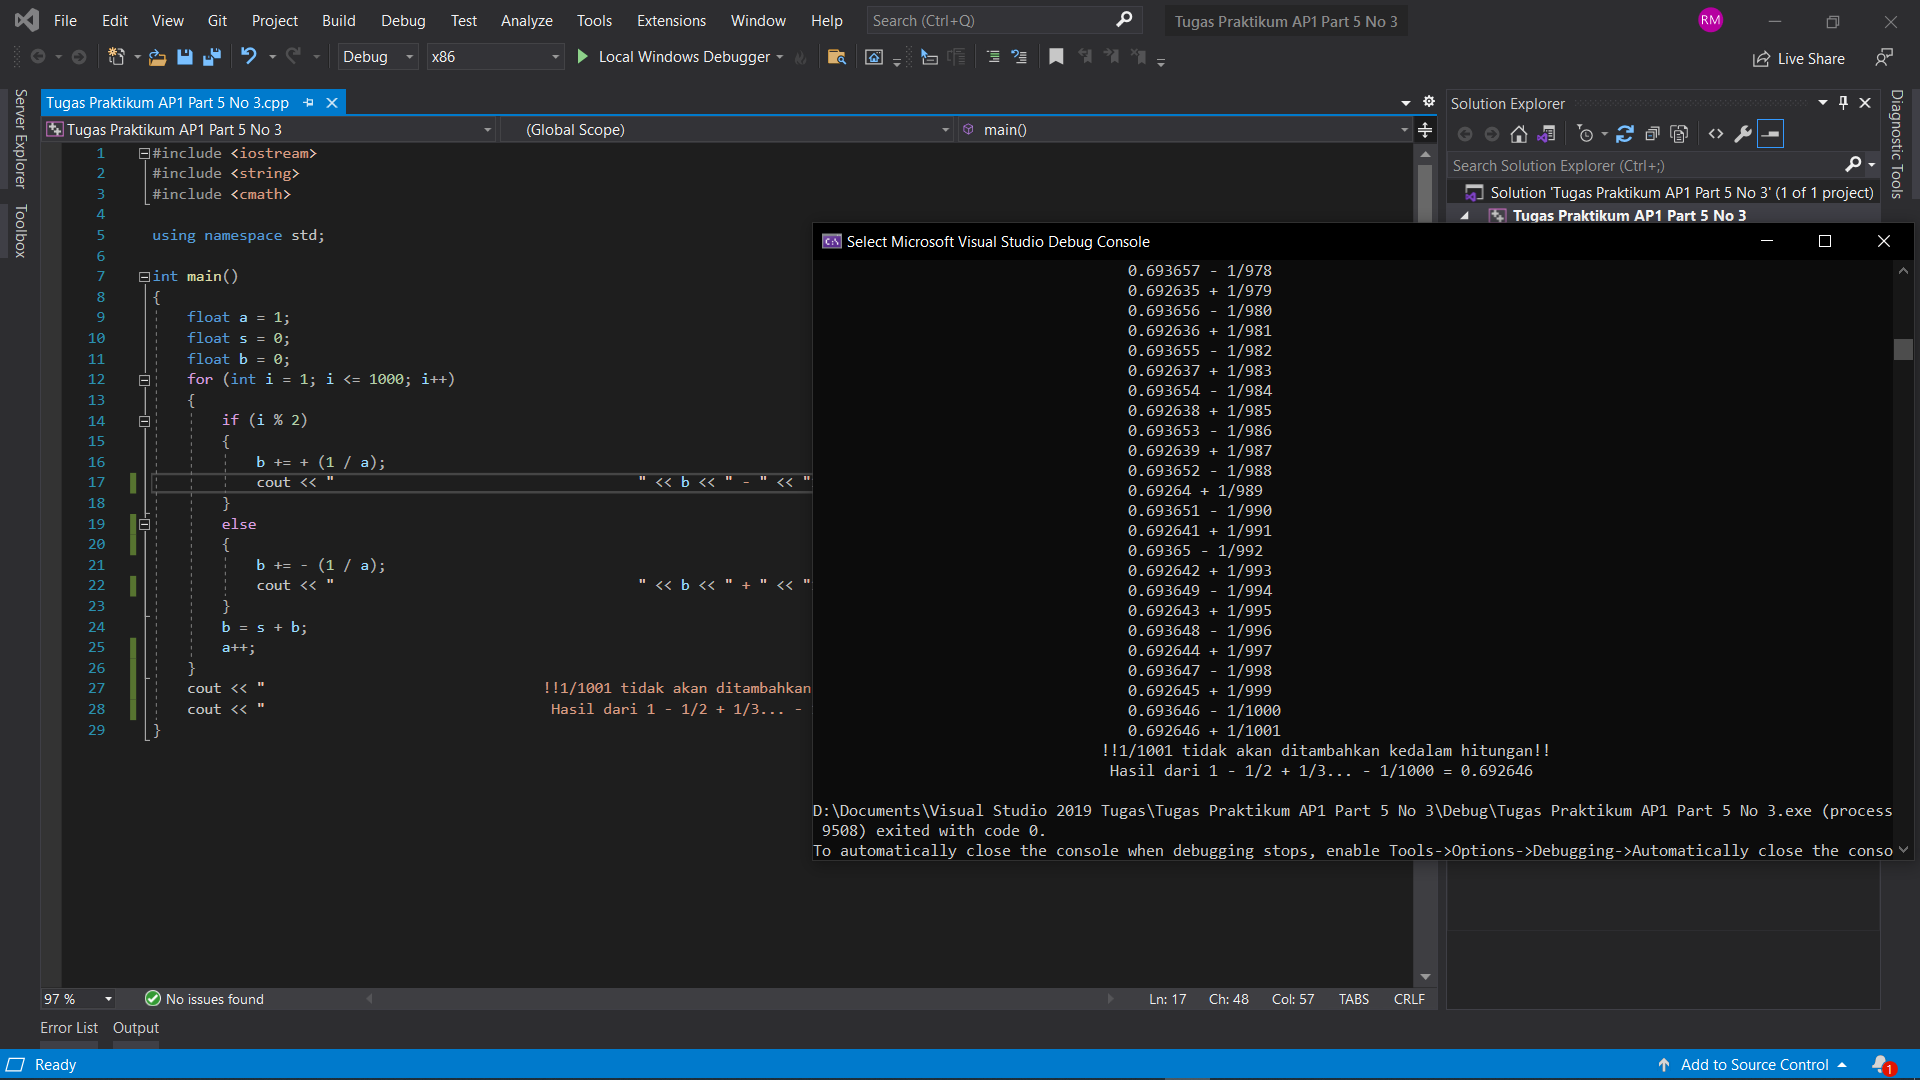 File Edit View Git Project Build Debug Test Analyze Tools Extensions Window Help Search (Ctrl+Q) Tugas Praktikum AP1 Part 5 No 3 RM
Debug x86 Local Windows Debugger Live Share
Server Explorer
Toolbox
Tugas Praktikum AP1 Part 5 No 3.cpp
Tugas Praktikum AP1 Part 5 No 3 (Global Scope) main()
1 #include <iostream>
2 #include <string>
3 #include <cmath>
4
5 using namespace std;
6
7 int main()
8 {
9 float a = 1;
10 float s = 0;
11 float b = 0;
12 for (int i = 1; i <= 1000; i++)
13 {
14 if (i % 2)
15 {
16 b += + (1 / a);
17 cout << " " << b << " - " << "
18 }
19 else
20 {
21 b += - (1 / a);
22 cout << " " << b << " + " << "
23 }
24 b = s + b;
25 a++;
26 }
27 cout << " !!1/1001 tidak akan ditambahkan
28 cout << " Hasil dari 1 - 1/2 + 1/3... -
29 }
Solution Explorer
Search Solution Explorer (Ctrl+;)
Solution 'Tugas Praktikum AP1 Part 5 No 3' (1 of 1 project)
Tugas Praktikum AP1 Part 5 No 3
Diagnostic Tools
C:\ Select Microsoft Visual Studio Debug Console
0.693657 - 1/978
0.692635 + 1/979
0.693656 - 1/980
0.692636 + 1/981
0.693655 - 1/982
0.692637 + 1/983
0.693654 - 1/984
0.692638 + 1/985
0.693653 - 1/986
0.692639 + 1/987
0.693652 - 1/988
0.69264 + 1/989
0.693651 - 1/990
0.692641 + 1/991
0.69365 - 1/992
0.692642 + 1/993
0.693649 - 1/994
0.692643 + 1/995
0.693648 - 1/996
0.692644 + 1/997
0.693647 - 1/998
0.692645 + 1/999
0.693646 - 1/1000
0.692646 + 1/1001
!!1/1001 tidak akan ditambahkan kedalam hitungan!!
Hasil dari 1 - 1/2 + 1/3... - 1/1000 = 0.692646
D:\Documents\Visual Studio 2019 Tugas\Tugas Praktikum AP1 Part 5 No 3\Debug\Tugas Praktikum AP1 Part 5 No 3.exe (process
9508) exited with code 0.
To automatically close the console when debugging stops, enable Tools->Options->Debugging->Automatically close the conso
97 % No issues found Ln: 17 Ch: 48 Col: 57 TABS CRLF
Error List Output
Ready Add to Source Control 1